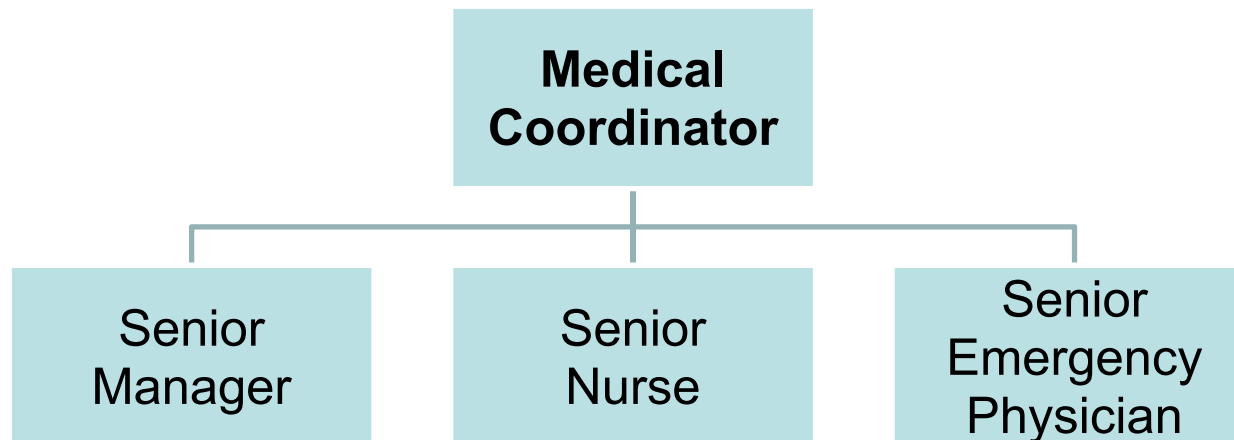 Medical
Coordinator
Senior
Manager
Senior
Nurse
Senior
Emergency
Physician